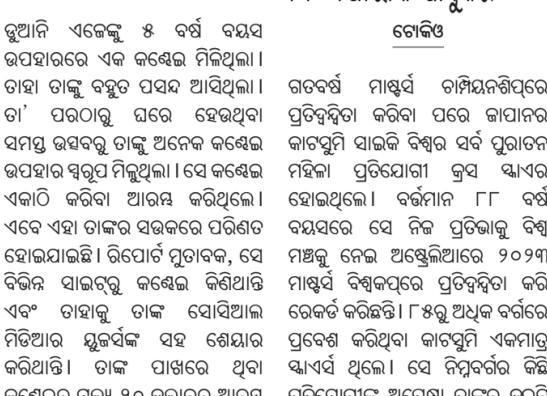 ଡୁଆନି ଏଜେଙ୍କୁ ୫ ବର୍ଷ ବୟସ
ଉପହାରରେ ଏକ କଣ୍ଢେଇ ମିଳିଥିଲା ।
ତାହା ତାଙ୍କୁ ବହୁତ ପସନ୍ଦ ଆସିଥିଲା ।
ତା' ପରଠାରୁ ଘରେ ହେଉଥିବା
ସମସ୍ତ ଉତ୍ସବରୁ ତାଙ୍କୁ ଅନେକ କଣ୍ଢେଇ
ଉପହାର ସ୍ୱରୂପ ମିଳୁଥିଲା । ସେ କଣ୍ଢେଇ
ଏକାଠି କରିବା ଆରମ୍ଭ କରିଥିଲେ ।
ଏବେ ଏହା ତାଙ୍କର ସଉକରେ ପରିଣତ
ହୋଇଯାଇଛି । ରିପୋର୍ଟ ମୁତାବକ, ସେ
ବିଭିନ୍ନ ସାଇଟ୍‌ରୁ କଣ୍ଢେଇ କିଣିଥାନ୍ତି
ଏବଂ ତାହାକୁ ତାଙ୍କ ସୋସିଆଲ
ମିଡିଆର ୟୁଜର୍ସଙ୍କ ସହ ଶେୟାର
କରିଥାନ୍ତି । ତାଙ୍କ ପାଖରେ ଥିବା
ଟୋକିଓ
ଗତବର୍ଷ ମାଷ୍ଟର୍ସ ଚାମ୍ପିୟନଶିପ୍‌ରେ
ପ୍ରତିଦ୍ୱନ୍ଦ୍ୱିତା କରିବା ପରେ ଜାପାନର
କାଟସୁମି ସାଇକି ବିଶ୍ୱର ସର୍ବ ପୁରାତନ
ମହିଳା ପ୍ରତିଯୋଗୀ କ୍ରସ ସ୍କାଏର
ହୋଇଥିଲେ । ବର୍ତ୍ତମାନ ୮୮ ବର୍ଷ
ବୟସରେ ସେ ନିଜ ପ୍ରତିଭାକୁ ବିଶ୍ୱ
ମଞ୍ଚକୁ ନେଇ ଅଷ୍ଟ୍ରେଲିଆରେ ୨୦୨୩
ମାଷ୍ଟର୍ସ ବିଶ୍ୱକପ୍‌ରେ ପ୍ରତିଦ୍ୱନ୍ଦ୍ୱିତା କରି
ରେକର୍ଡ କରିଛନ୍ତି । ୮୫ରୁ ଅଧିକ ବର୍ଗରେ
ପ୍ରବେଶ କରିଥିବା କାଟସୁମି ଏକମାତ୍ର
ସ୍କାଏର୍ସ ଥିଲେ । ସେ ନିମ୍ନବର୍ଗର କିଛି